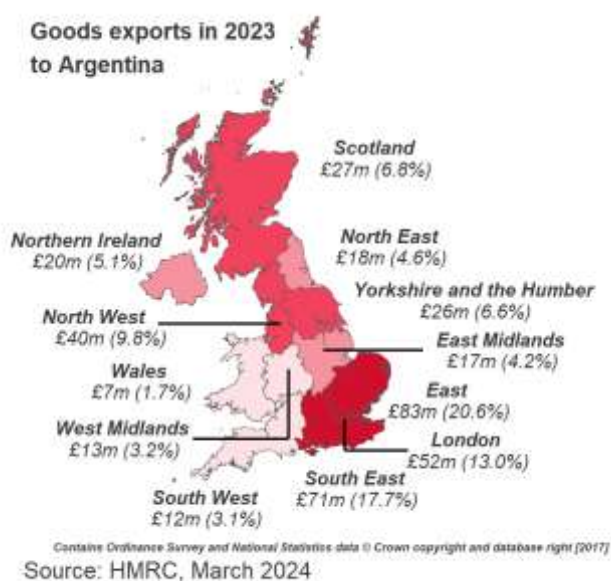 Goods exports in 2023
to Argentina
Scotland
£27m (6.8%)
Northern Ireland
£20m (5.1%)
North East
£18m (4.6%)
Yorkshire and the Humber
£26m (6.6%)
North West
£40m (9.8%)
East Midlands
£17m (4.2%)
Wales
£7m (1.7%)
East
£83m (20.6%)
West Midlands
£13m (3.2%)
London
£52m (13.0%)
South East
£71m (17.7%)
South West
£12m (3.1%)
Contains Ordinance Survey and National Statistics data © Crown copyright and database right [2017]
Source: HMRC, March 2024